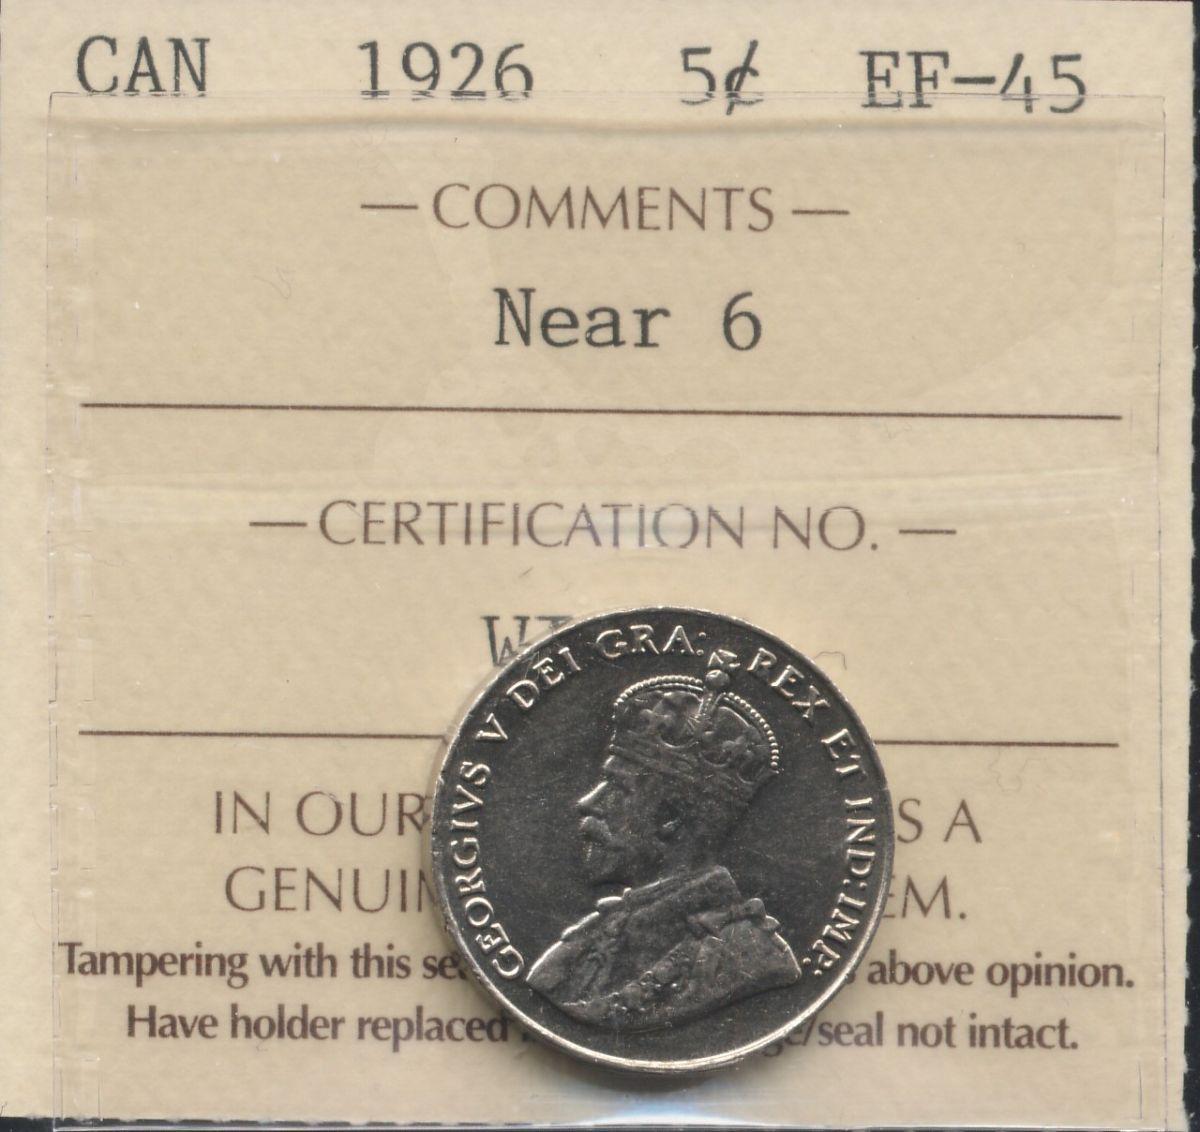 CAN 1926 5¢ EF-45
— COMMENTS —
Near 6
— CERTIFICATION NO. —
GEORGIVS V DEI GRA: REX ET IND:IMP:
IN OUR S A
GENUIN EM.
Tampering with this above opinion.
Have holder replaced /seal not intact.